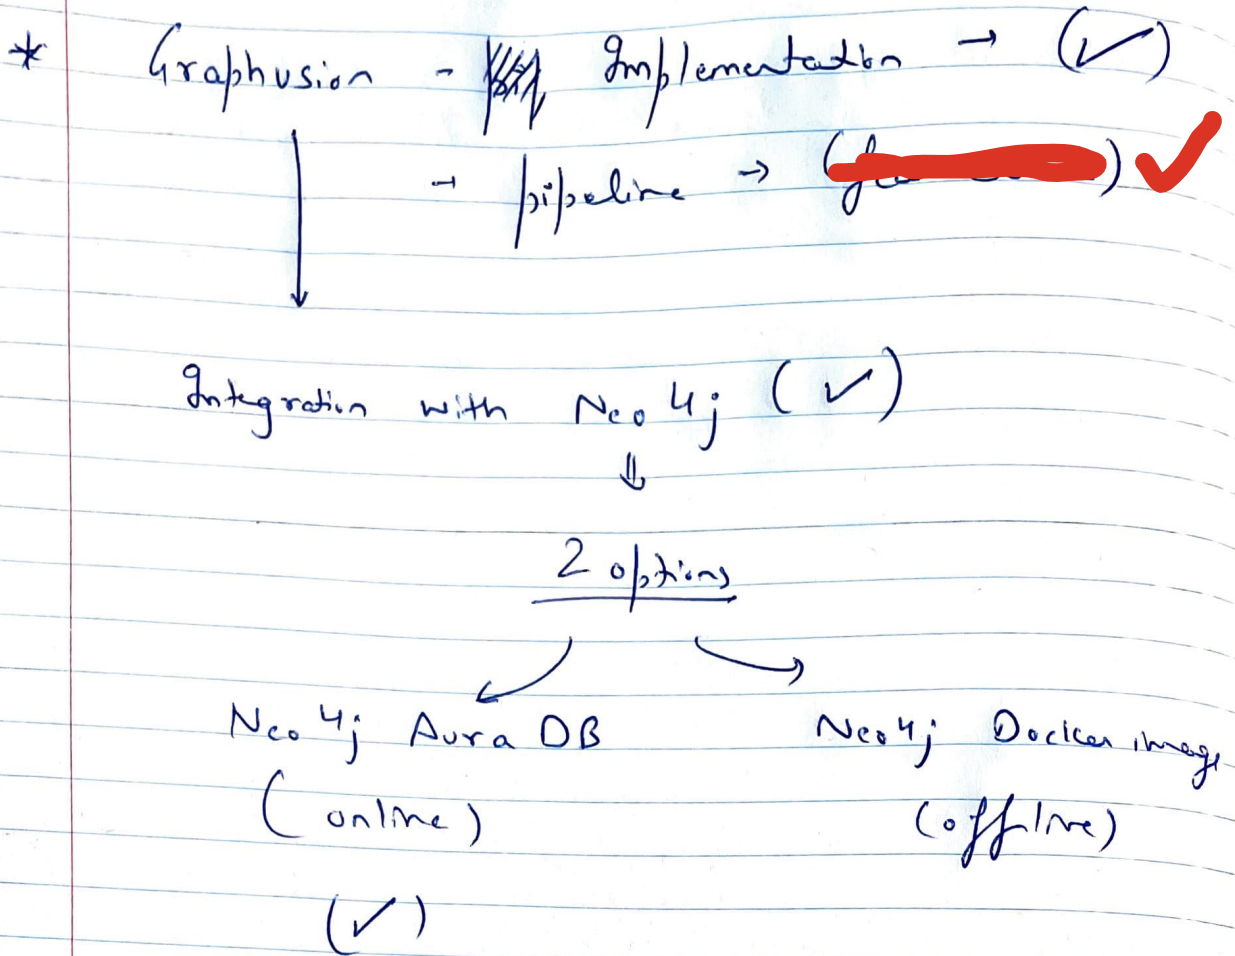 * Graphusion - Implementation → (✓)
→ pipeline → ( ) ✓
Integration with Neo4j (✓)
⇓
2 options
Neo4j Aura DB
Neo4j Docker image
(online)
(offline)
(✓)